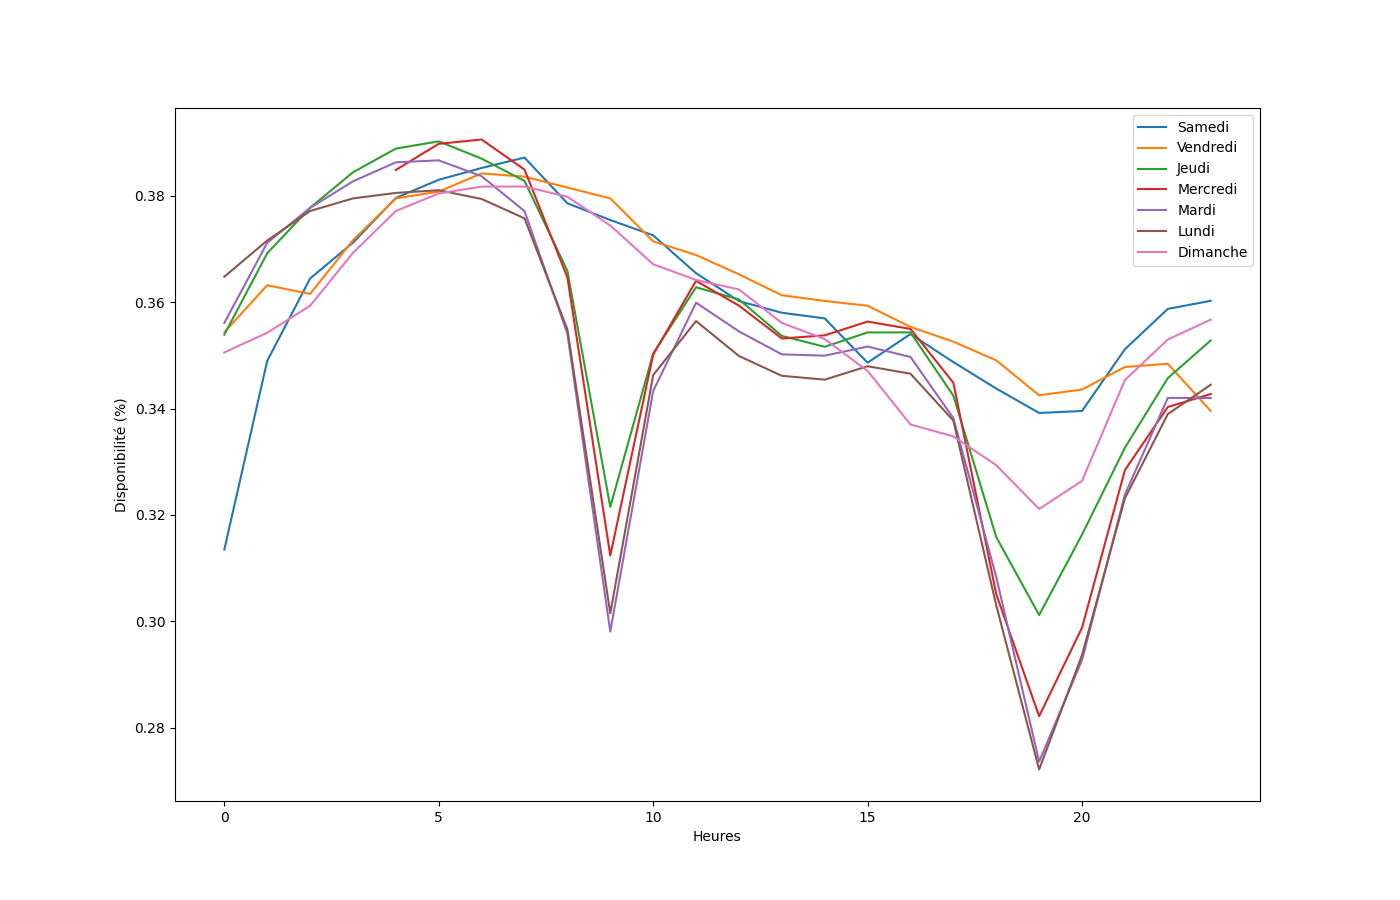 Samedi
Vendredi
Jeudi
Mercredi
Mardi
Lundi
Dimanche
0.38
0.36
0.34
0.32
0.30
0.28
Disponibilité (%)
0 5 10 15 20
Heures